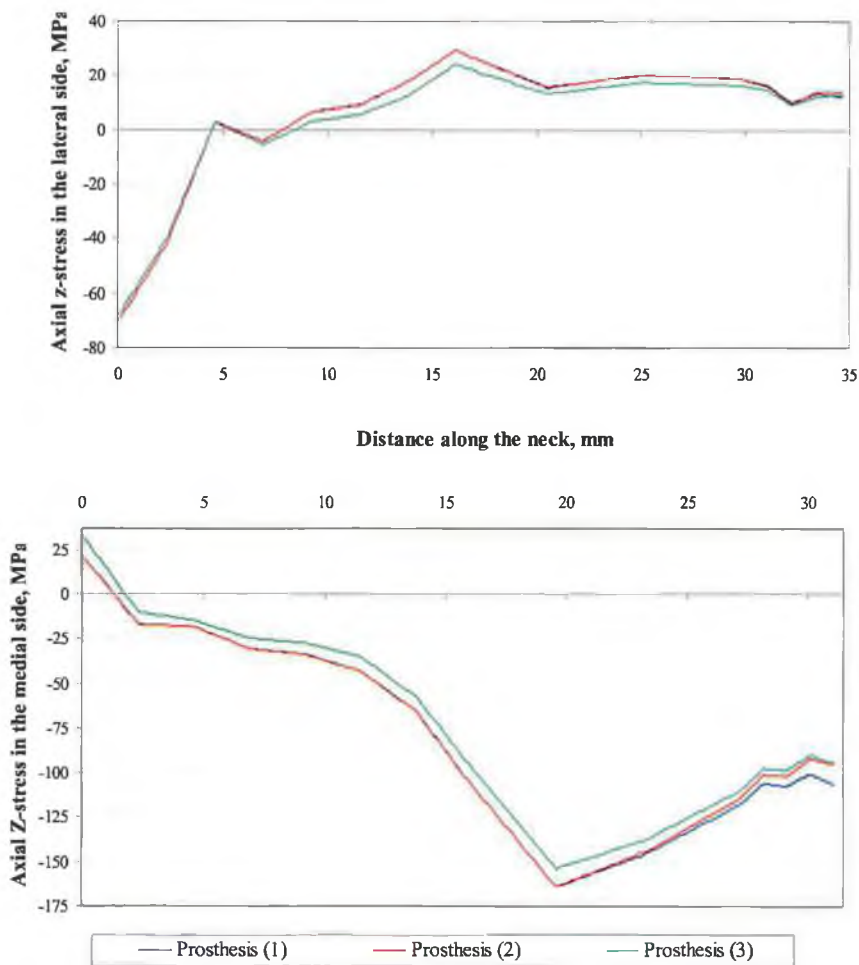 Axial z-stress in the lateral side, MPa
40
20
0
-20
-40
-60
-80
0 5 10 15 20 25 30 35
Distance along the neck, mm
0 5 10 15 20 25 30
Axial Z-stress in the medial side, MPa
25
0
-25
-50
-75
-100
-125
-150
-175
Prosthesis (1) Prosthesis (2) Prosthesis (3)